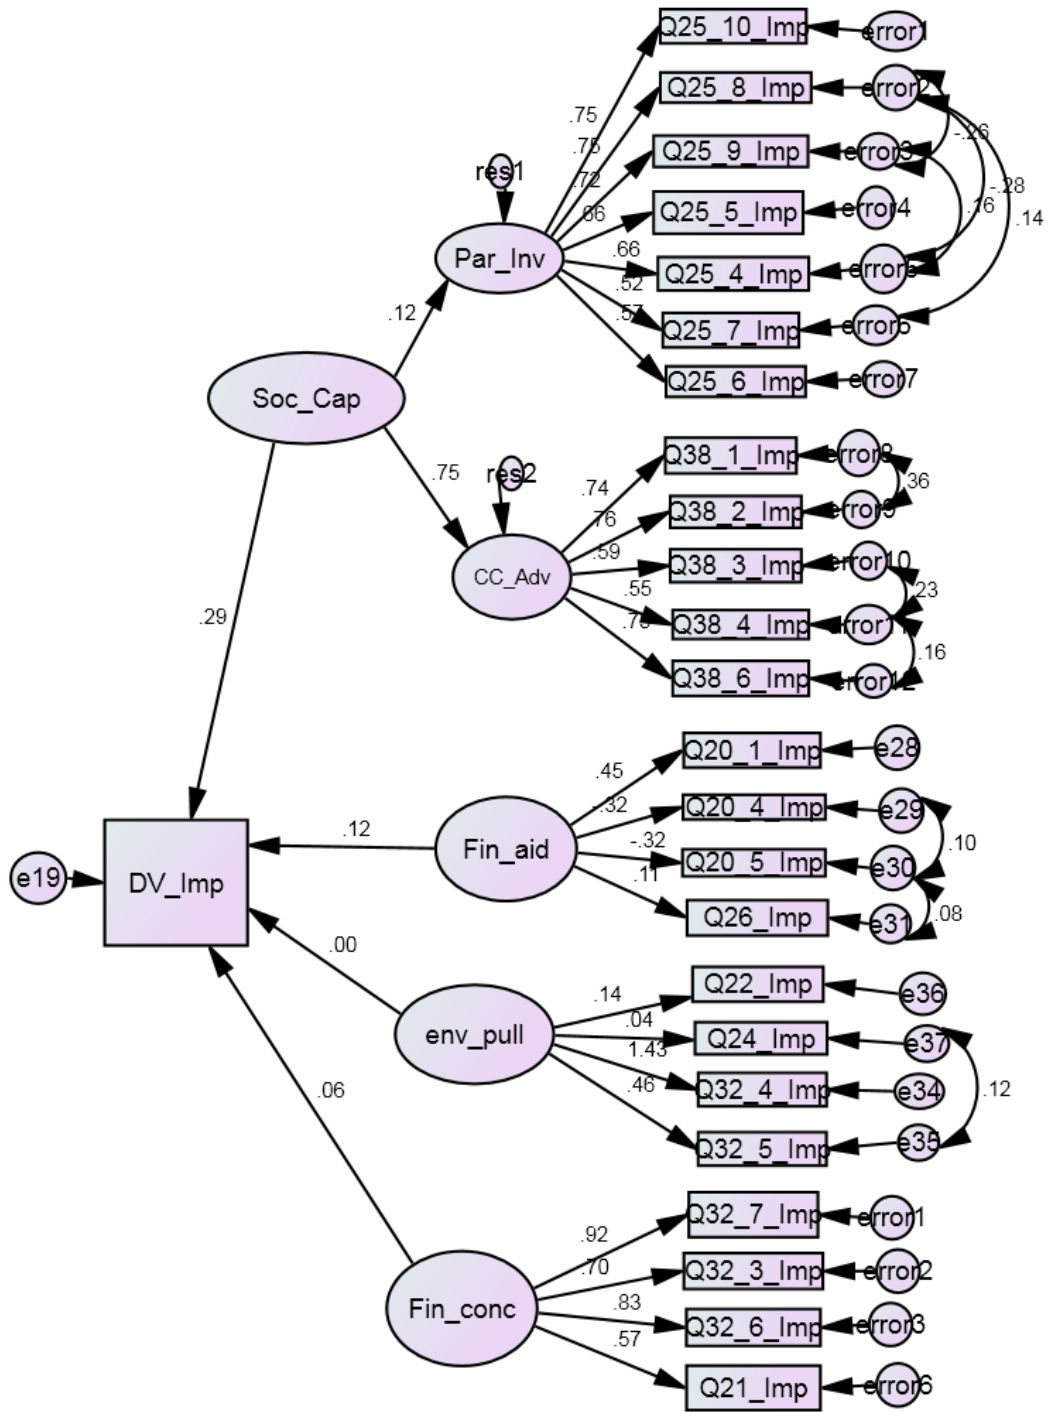 Q25_10_Imp
error1
Q25_8_Imp
error2
.75
-.26
.75
Q25_9_Imp
error3
res1
.72
-.28
.16
Q25_5_Imp
error4
.66
.14
Par_Inv
.66
Q25_4_Imp
error5
.52
.12
.57
Q25_7_Imp
error6
Q25_6_Imp
error7
Soc_Cap
Q38_1_Imp
error8
.75
res2
.74
.36
.76
Q38_2_Imp
error9
.59
Q38_3_Imp
error10
CC_Adv
.55
.23
.29
Q38_4_Imp
error11
.16
Q38_6_Imp
error12
Q20_1_Imp
e28
.45
-.32
Q20_4_Imp
e29
.12
Fin_aid
-.32
.10
Q20_5_Imp
e30
e19
DV_Imp
.11
Q26_Imp
e31
.08
.00
Q22_Imp
e36
.14
env_pull
.04
Q24_Imp
e37
1.43
.46
Q32_4_Imp
e34
.12
.06
Q32_5_Imp
e35
Q32_7_Imp
error1
.92
.70
Q32_3_Imp
error2
Fin_conc
.83
Q32_6_Imp
error3
.57
Q21_Imp
error6